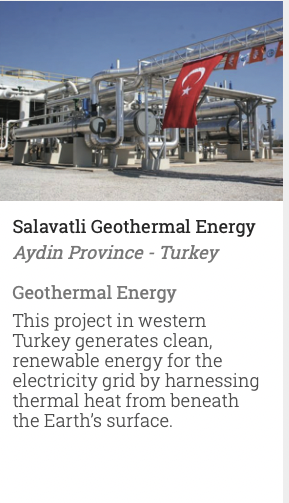 Salavatli Geothermal Energy
Aydin Province - Turkey
Geothermal Energy
This project in western
Turkey generates clean,
renewable energy for the
electricity grid by harnessing
thermal heat from beneath
the Earth’s surface.